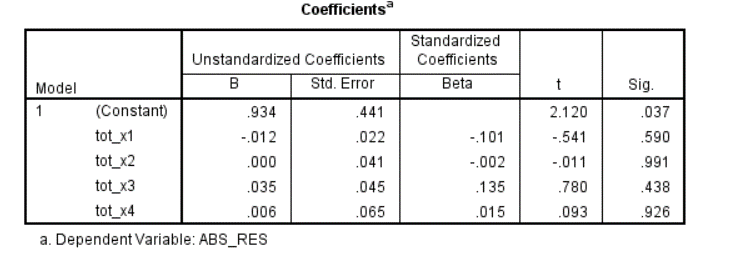 Coefficientsᵃ
Model Unstandardized Coefficients Standardized Coefficients t Sig.
B Std. Error Beta
1 (Constant) .934 .441 2.120 .037
tot_x1 -.012 .022 -.101 -.541 .590
tot_x2 .000 .041 -.002 -.011 .991
tot_x3 .035 .045 .135 .780 .438
tot_x4 .006 .065 .015 .093 .926
a. Dependent Variable: ABS_RES